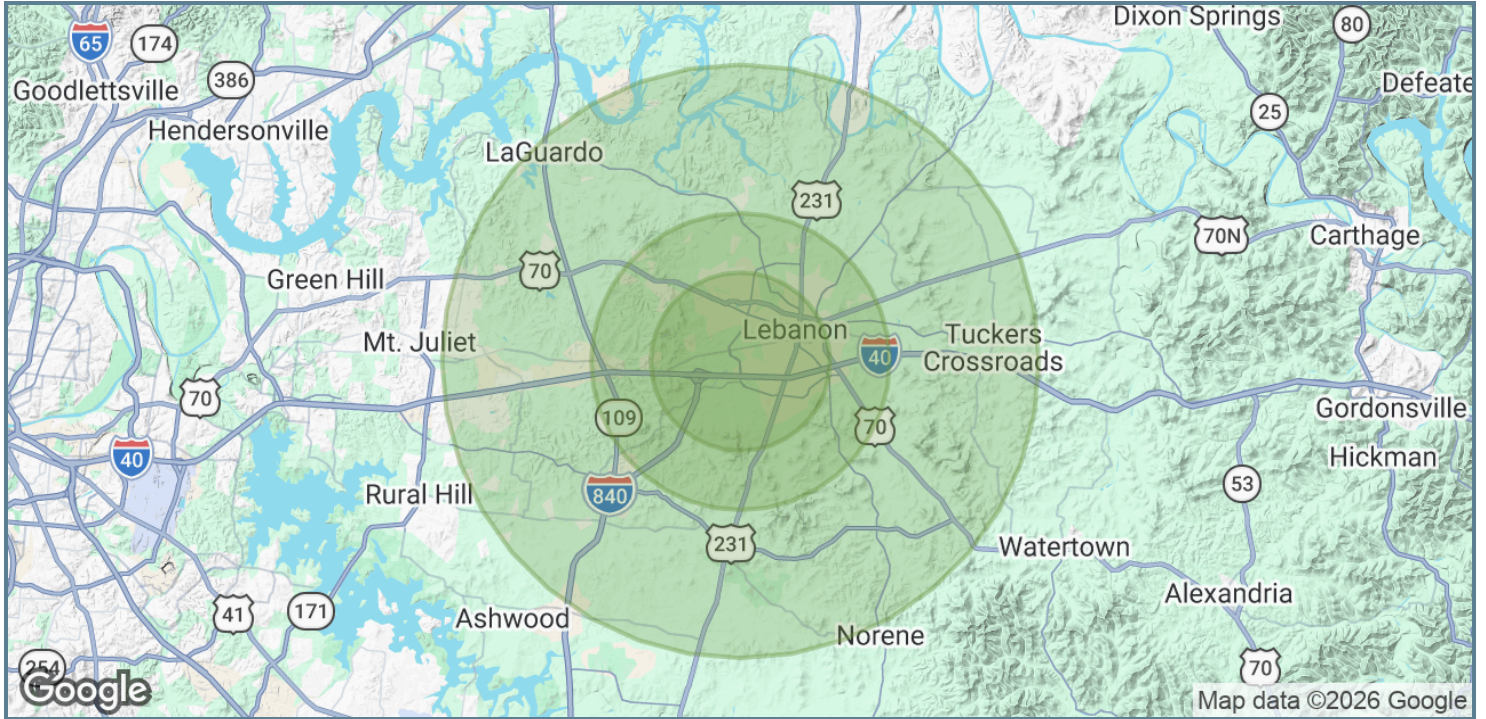 Dixon Springs
65
174
80
386
Goodlettsville
Defeate
25
Hendersonville
LaGuardo
231
70N
Carthage
70
Green Hill
Lebanon
Mt. Juliet
Tuckers
Crossroads
40
70
Gordonsville
109
70
40
Hickman
Rural Hill
840
53
231
Watertown
Alexandria
41
171
Ashwood
Norene
254
70
Google
Map data ©2026 Google